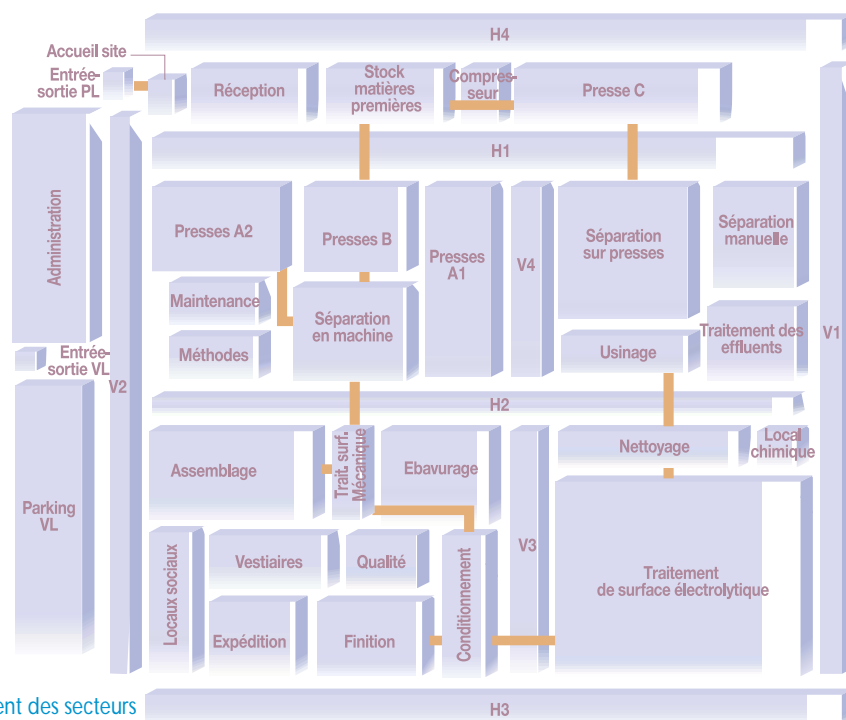 H4
Accueil site
Entrée-
sortie PL
Réception
Stock
matières
premières
Compres-
seur
Presse C
H1
Administration
Presses A2
Presses B
Presses
A1
V4
Séparation
sur presses
Séparation
manuelle
Maintenance
Séparation
en machine
Méthodes
Usinage
Traitement des
effluents
V1
Entrée-
sortie VL
V2
H2
Parking
VL
Assemblage
Trait. surf.
Mécanique
Ebavurage
Nettoyage
Local
chimique
Locaux sociaux
Vestiaires
Qualité
Conditionnement
V3
Traitement
de surface électrolytique
Expédition
Finition
ent des secteurs
H3